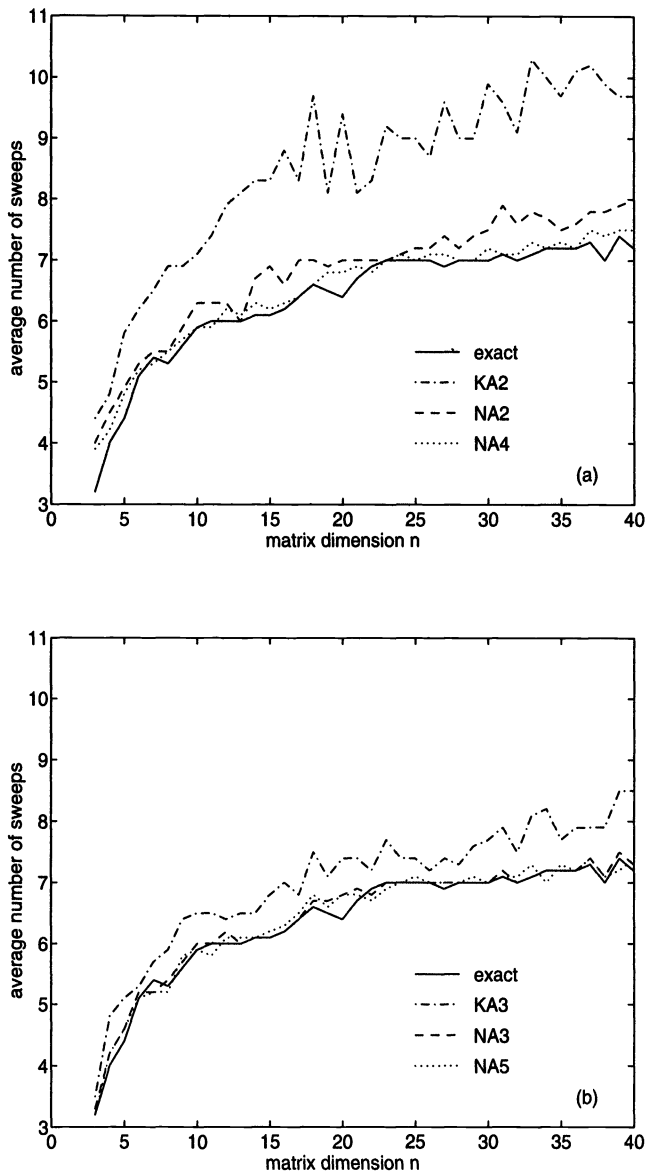 11
10
9
8
7
6
5
4
3
average number of sweeps
exact
KA2
NA2
NA4
(a)
0 5 10 15 20 25 30 35 40
matrix dimension n
11
10
9
8
7
6
5
4
3
average number of sweeps
exact
KA3
NA3
NA5
(b)
0 5 10 15 20 25 30 35 40
matrix dimension n